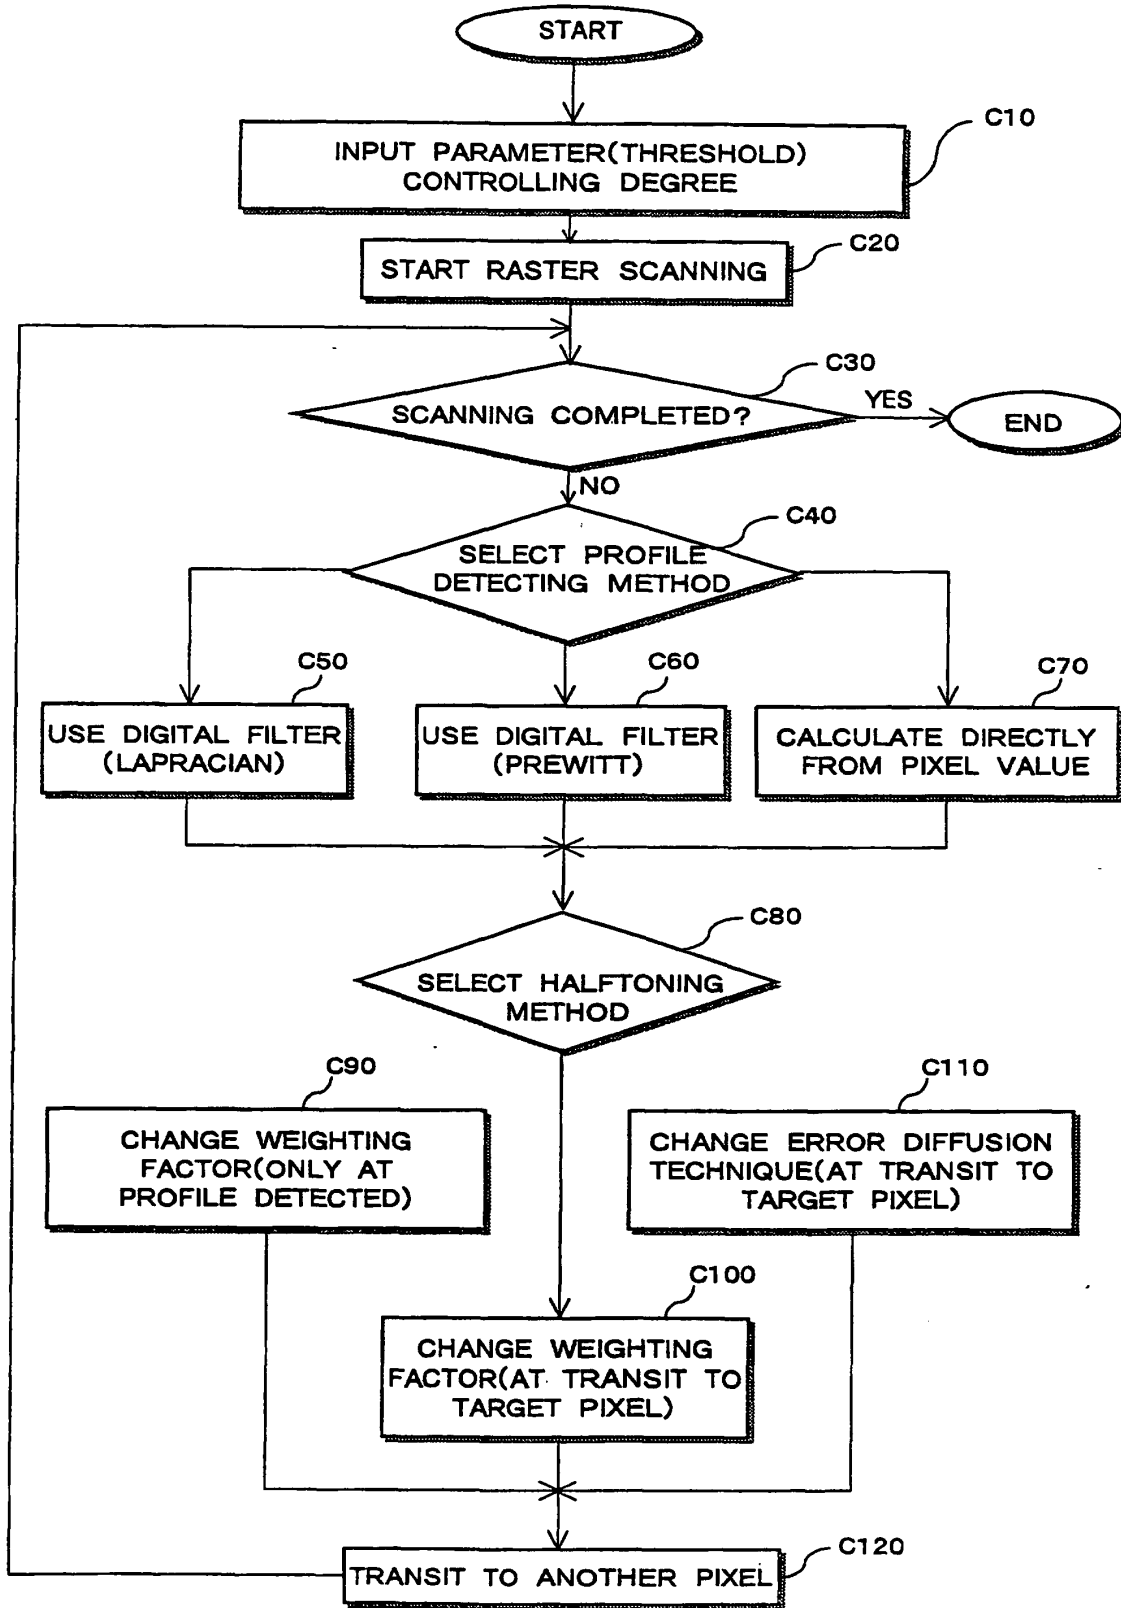 START
C10
INPUT PARAMETER(THRESHOLD)
CONTROLLING DEGREE
C20
START RASTER SCANNING
C30
SCANNING COMPLETED?
YES
END
NO
C40
SELECT PROFILE
DETECTING METHOD
C50
USE DIGITAL FILTER
(LAPRACIAN)
C60
USE DIGITAL FILTER
(PREWITT)
C70
CALCULATE DIRECTLY
FROM PIXEL VALUE
C80
SELECT HALFTONING
METHOD
C90
CHANGE WEIGHTING
FACTOR(ONLY AT
PROFILE DETECTED)
C110
CHANGE ERROR DIFFUSION
TECHNIQUE(AT TRANSIT TO
TARGET PIXEL)
C100
CHANGE WEIGHTING
FACTOR(AT TRANSIT TO
TARGET PIXEL)
C120
TRANSIT TO ANOTHER PIXEL